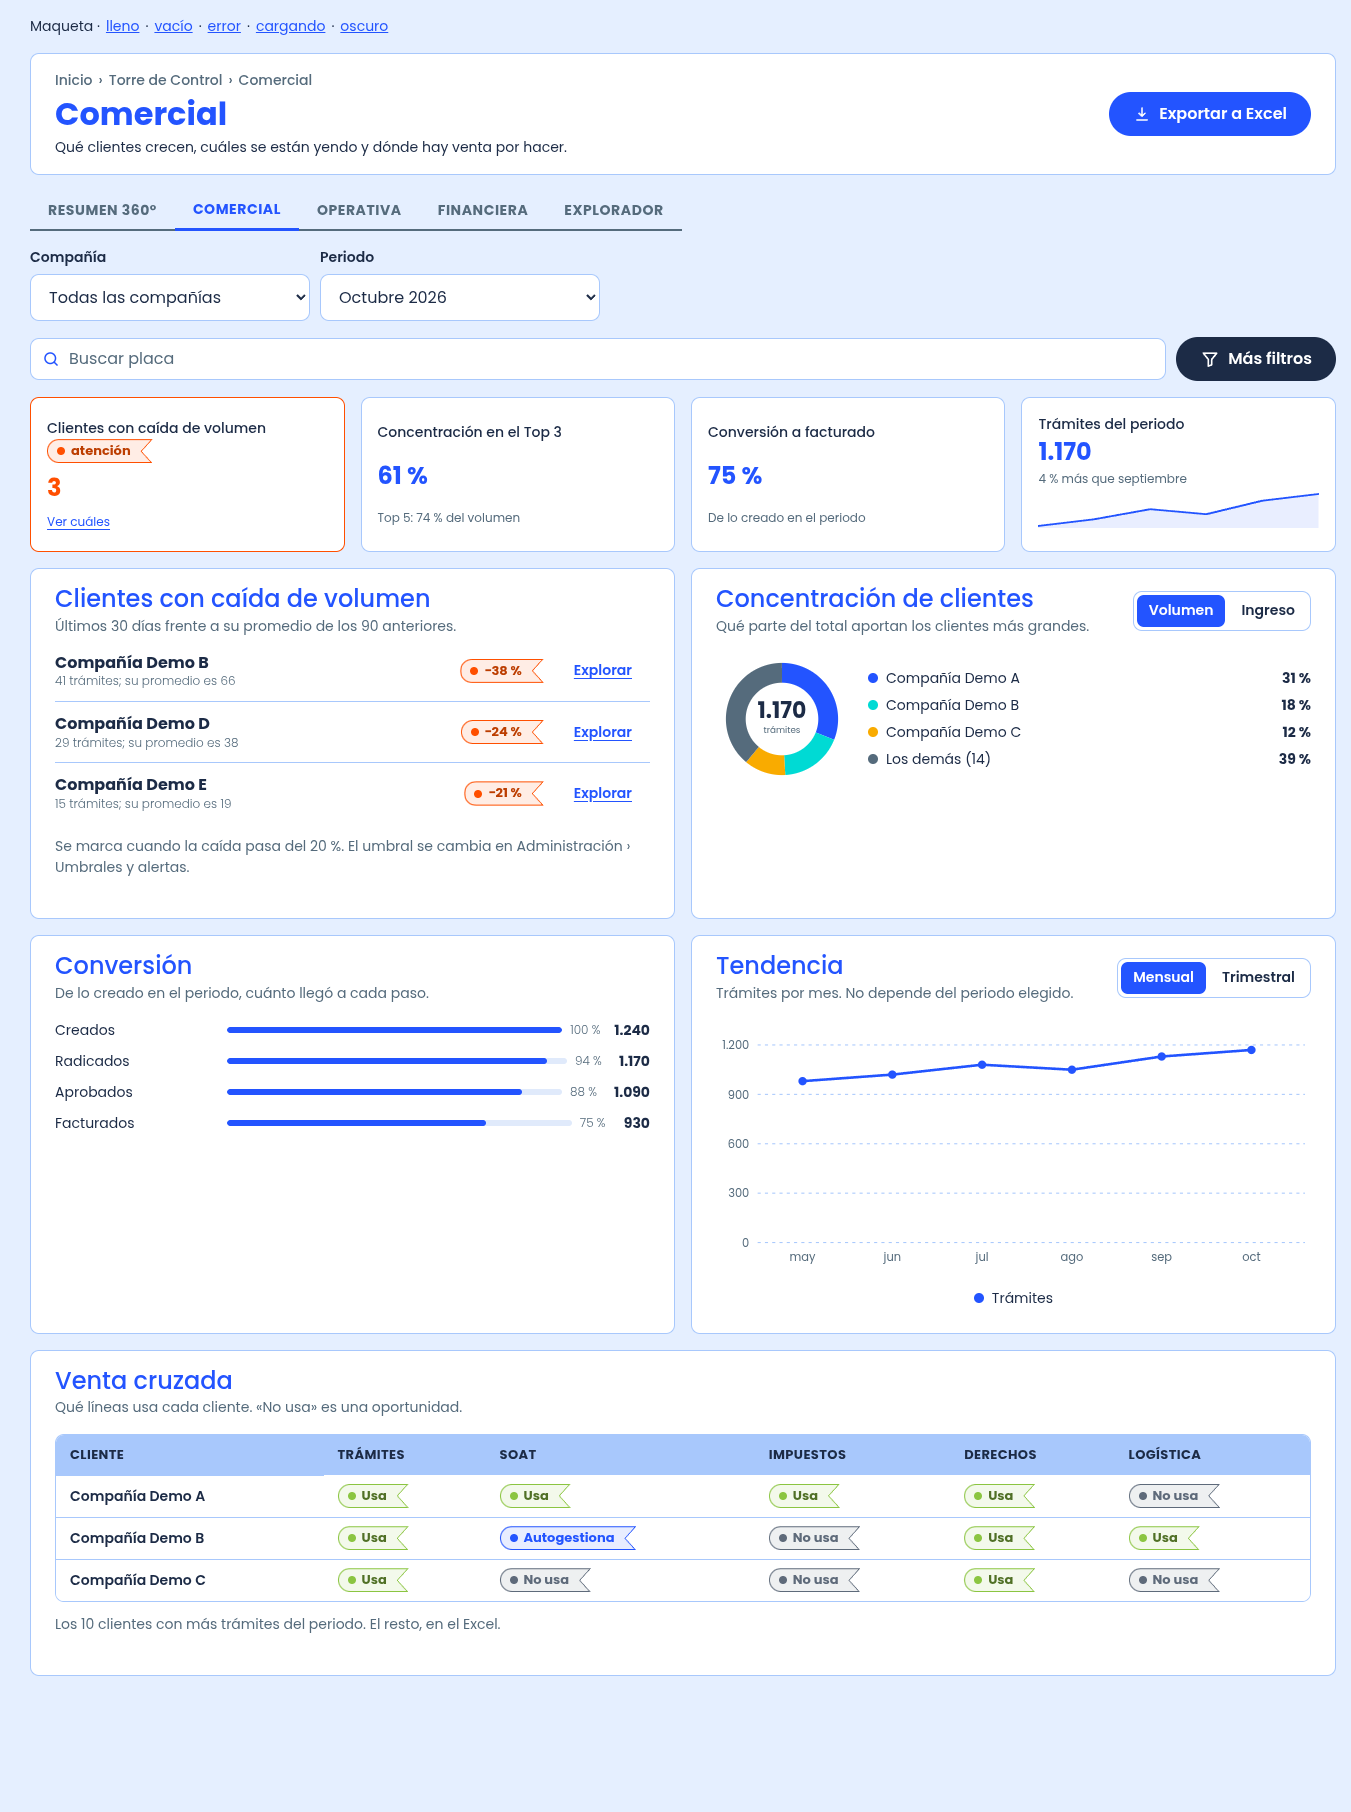 Maqueta · lleno · vacío · error · cargando · oscuro
Inicio › Torre de Control › Comercial
Comercial
Qué clientes crecen, cuáles se están yendo y dónde hay venta por hacer.
Exportar a Excel
RESUMEN 360° COMERCIAL OPERATIVA FINANCIERA EXPLORADOR
Compañía Periodo
Todas las compañías Octubre 2026
Buscar placa Más filtros
Clientes con caída de volumen
atención
3
Ver cuáles
Concentración en el Top 3
61 %
Top 5: 74 % del volumen
Conversión a facturado
75 %
De lo creado en el periodo
Trámites del periodo
1.170
4 % más que septiembre
Clientes con caída de volumen
Últimos 30 días frente a su promedio de los 90 anteriores.
Compañía Demo B
41 trámites; su promedio es 66
-38 % Explorar
Compañía Demo D
29 trámites; su promedio es 38
-24 % Explorar
Compañía Demo E
15 trámites; su promedio es 19
-21 % Explorar
Se marca cuando la caída pasa del 20 %. El umbral se cambia en Administración ›
Umbrales y alertas.
Concentración de clientes
Qué parte del total aportan los clientes más grandes.
Volumen Ingreso
1.170
trámites
Compañía Demo A 31 %
Compañía Demo B 18 %
Compañía Demo C 12 %
Los demás (14) 39 %
Conversión
De lo creado en el periodo, cuánto llegó a cada paso.
Creados 100 % 1.240
Radicados 94 % 1.170
Aprobados 88 % 1.090
Facturados 75 % 930
Tendencia
Trámites por mes. No depende del periodo elegido.
Mensual Trimestral
1.200
900
600
300
0
may jun jul ago sep oct
Trámites
Venta cruzada
Qué líneas usa cada cliente. «No usa» es una oportunidad.
CLIENTE TRÁMITES SOAT IMPUESTOS DERECHOS LOGÍSTICA
Compañía Demo A Usa Usa Usa Usa No usa
Compañía Demo B Usa Autogestiona No usa Usa Usa
Compañía Demo C Usa No usa No usa Usa No usa
Los 10 clientes con más trámites del periodo. El resto, en el Excel.